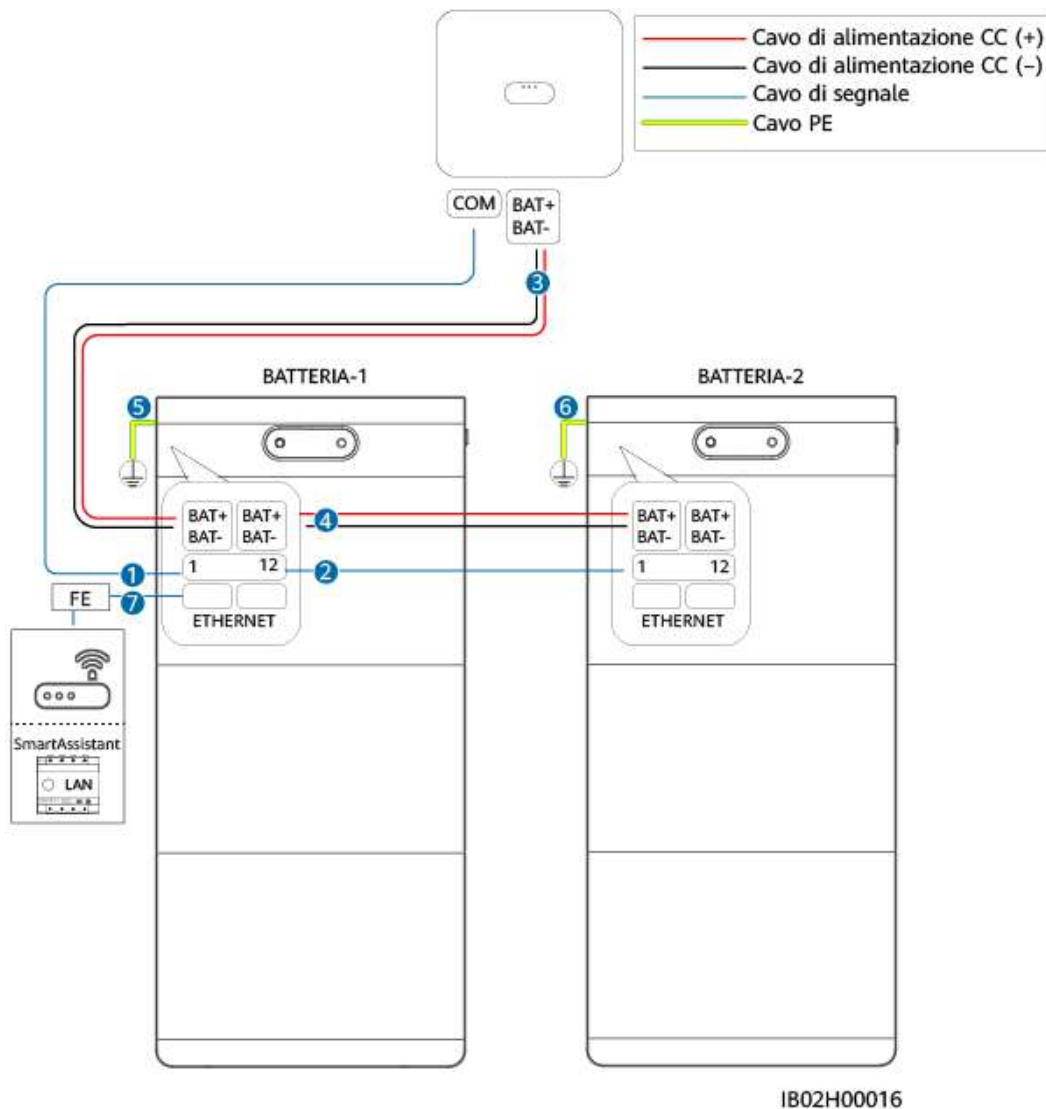 Cavo di alimentazione CC (+)
Cavo di alimentazione CC (–)
Cavo di segnale
Cavo PE
COM
BAT+
BAT-
3
BATTERIA-1
BATTERIA-2
5
6
BAT+ BAT+
BAT- BAT-
4
BAT+ BAT+
BAT- BAT-
1
1 12
2
1 12
FE
7
ETHERNET
ETHERNET
SmartAssistant
LAN
IB02H00016